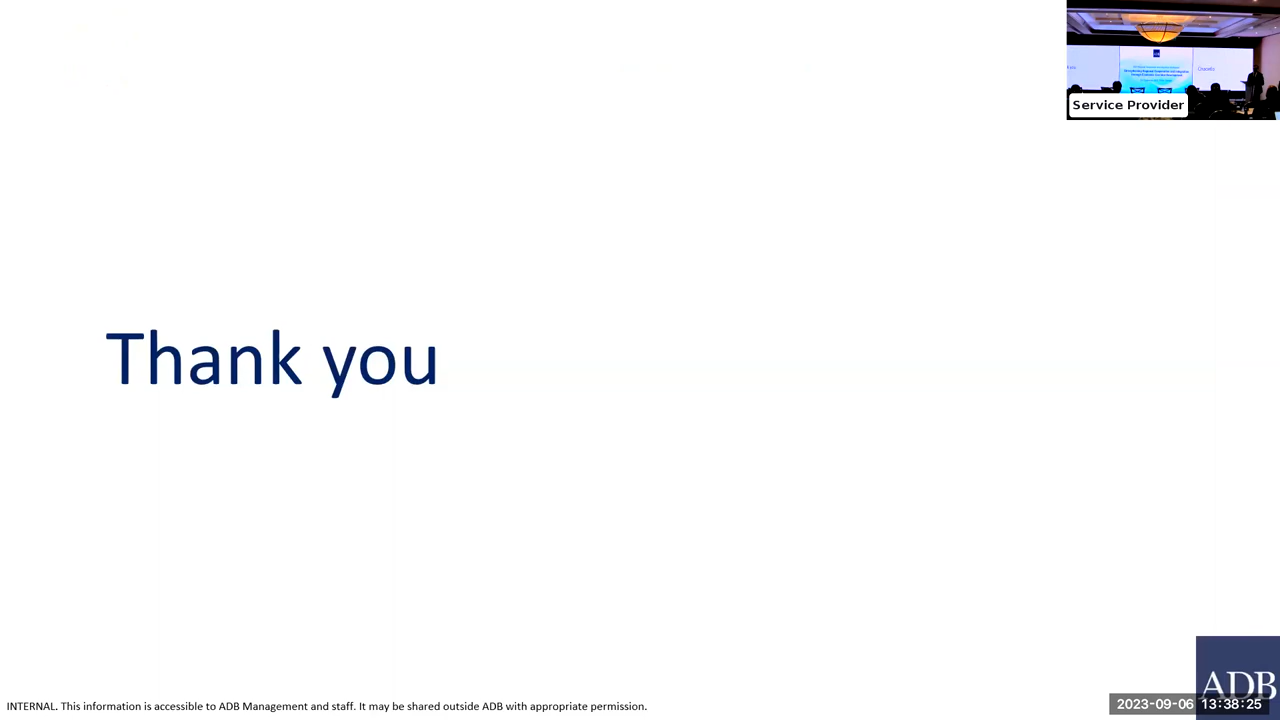 Service Provider
Thank you
ADB
2023-09-06 13:38:25
INTERNAL. This information is accessible to ADB Management and staff. It may be shared outside ADB with appropriate permission.